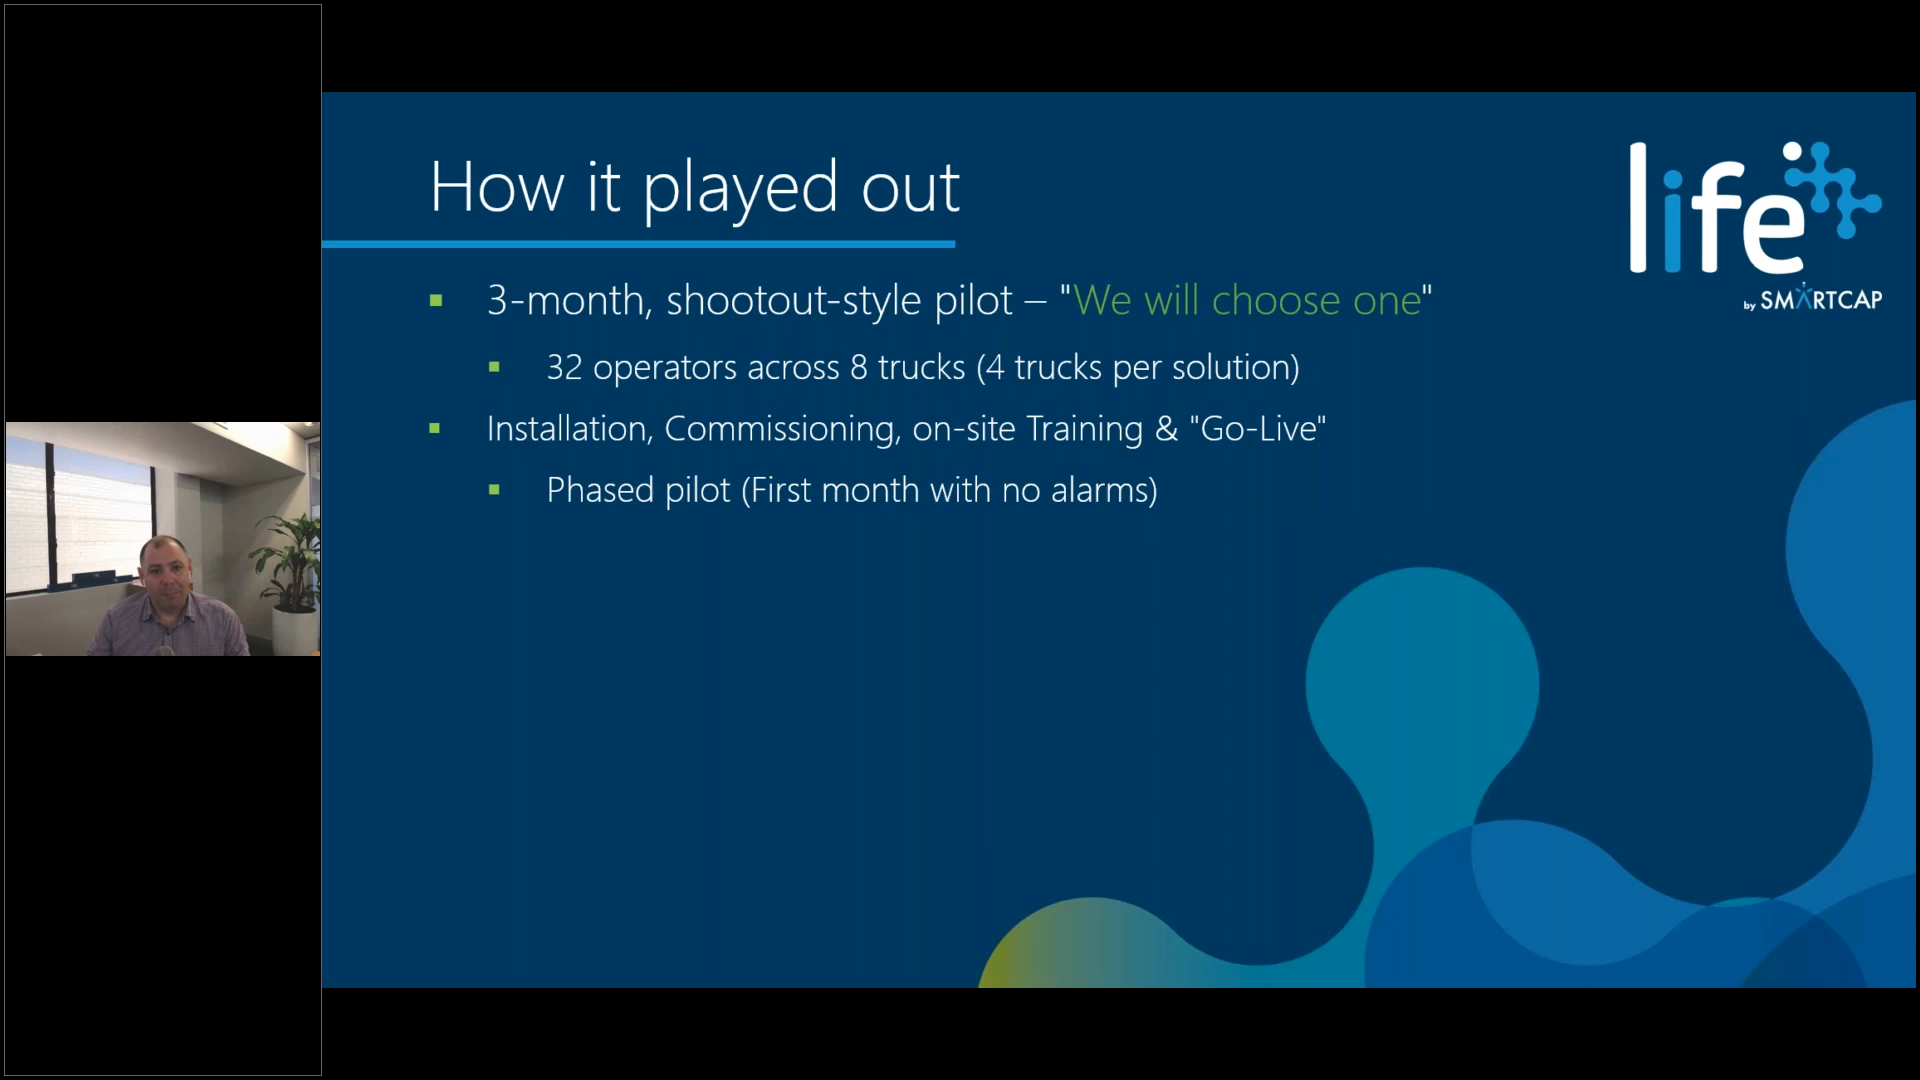 How it played out
life
by SMARTCAP
3-month, shootout-style pilot – "We will choose one"
32 operators across 8 trucks (4 trucks per solution)
Installation, Commissioning, on-site Training & "Go-Live"
Phased pilot (First month with no alarms)